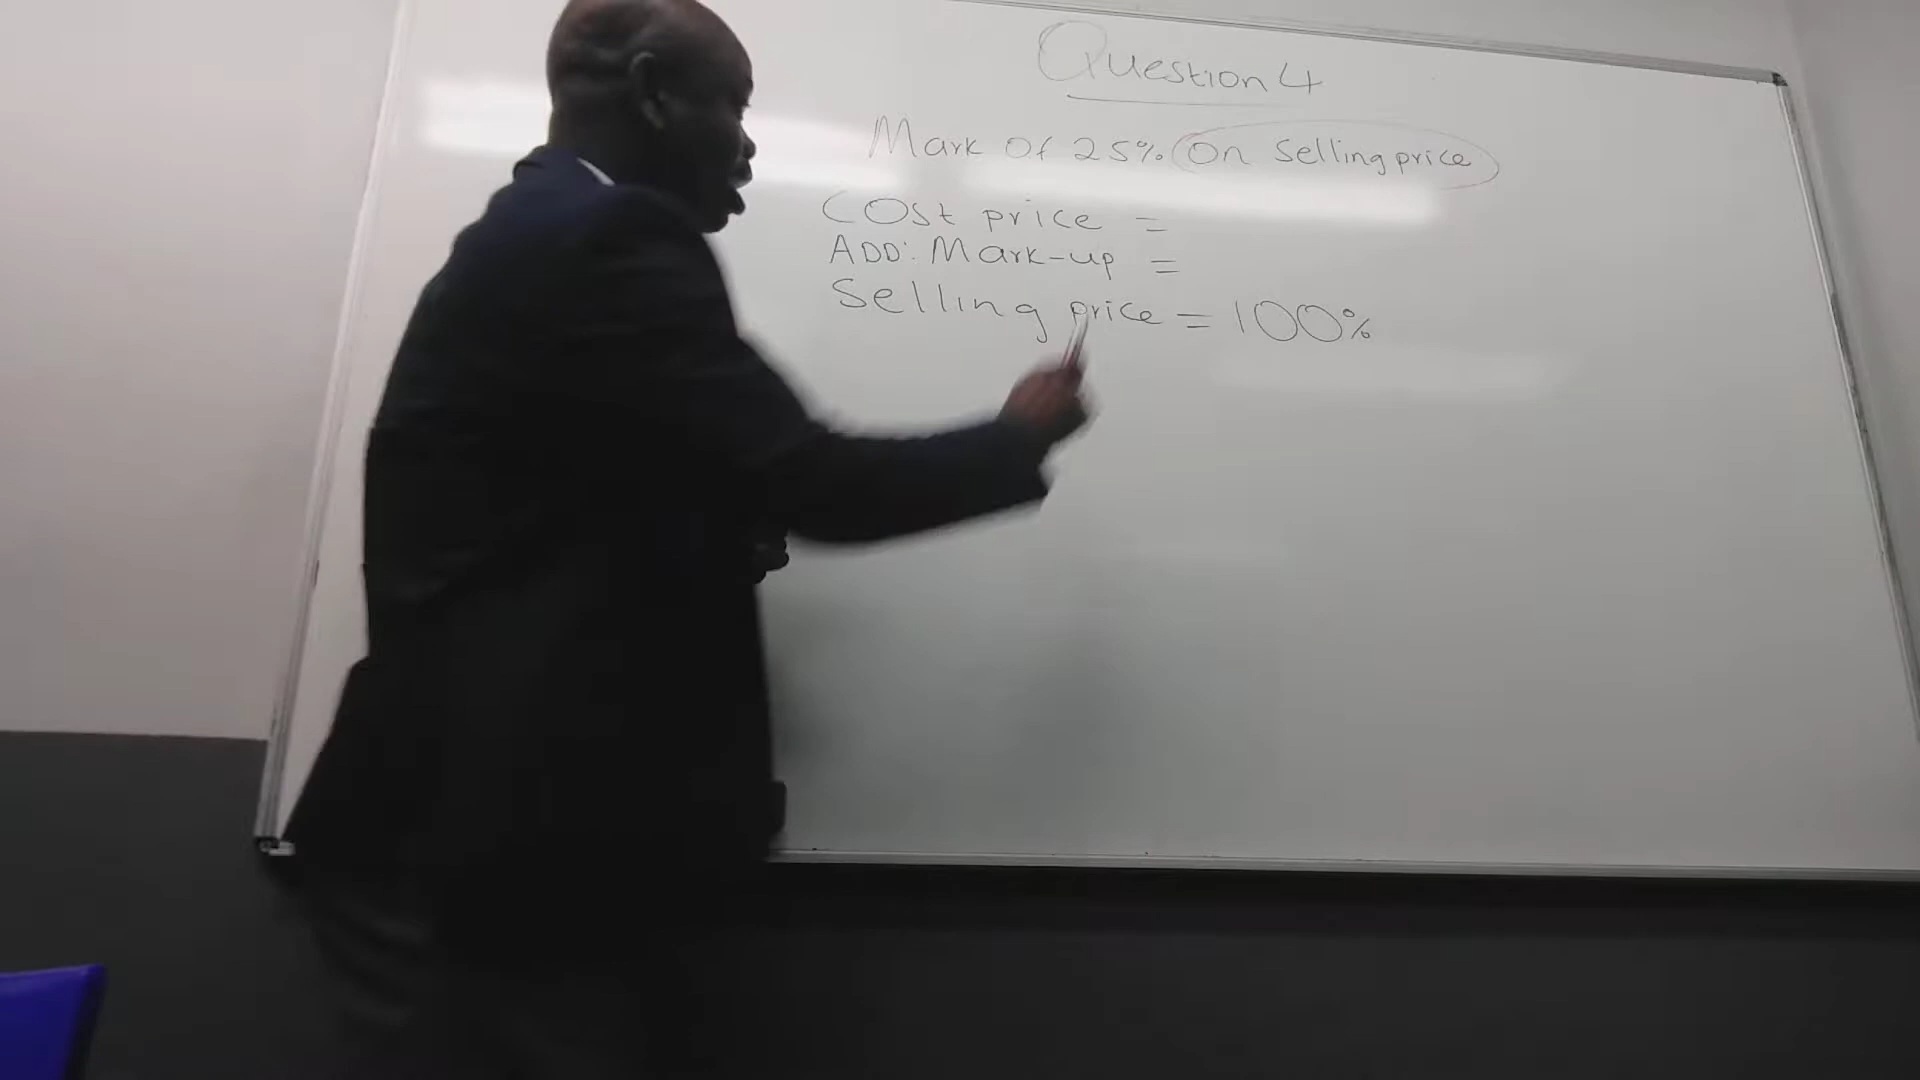 Question 4
Mark of 25% on selling price
Cost price =
ADD: Mark-up =
Selling price = 100%